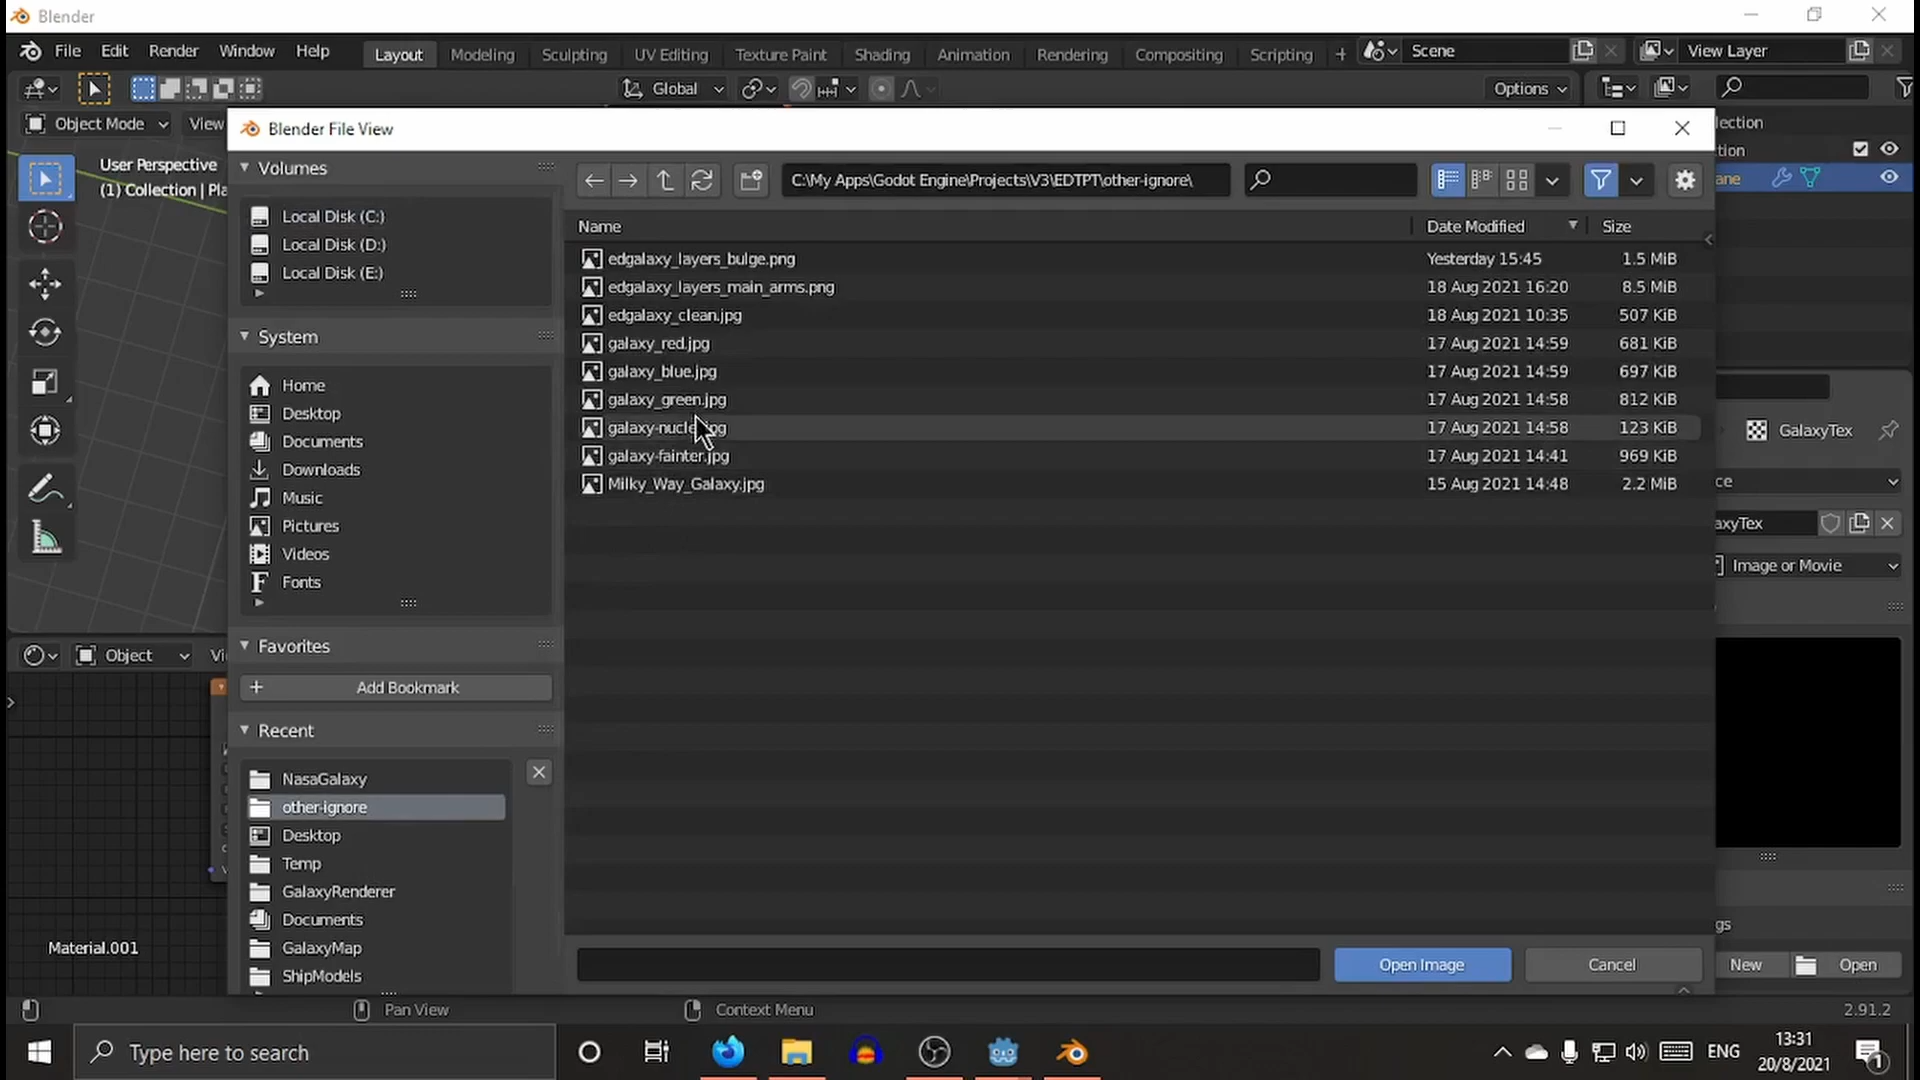 Blender
File Edit Render Window Help Layout Modeling Sculpting UV Editing Texture Paint Shading Animation Rendering Compositing Scripting + Scene View Layer
Global Options
Object Mode View
Blender File View
lection
User Perspective
(1) Collection | Pla
tion
ane
Volumes
C:\My Apps\Godot Engine\Projects\V3\EDTPT\other-ignore\
Local Disk (C:)
Local Disk (D:)
Local Disk (E:)
Name Date Modified Size
edgalaxy_layers_bulge.png Yesterday 15:45 1.5 MiB
edgalaxy_layers_main_arms.png 18 Aug 2021 16:20 8.5 MiB
edgalaxy_clean.jpg 18 Aug 2021 10:35 507 KiB
galaxy_red.jpg 17 Aug 2021 14:59 681 KiB
galaxy_blue.jpg 17 Aug 2021 14:59 697 KiB
galaxy_green.jpg 17 Aug 2021 14:58 812 KiB
17 Aug 2021 14:58 123 KiB
galaxy-fainter.jpg 17 Aug 2021 14:41 969 KiB
Milky_Way_Galaxy.jpg 15 Aug 2021 14:48 2.2 MiB
System
Home
Desktop
Documents
Downloads
Music
Pictures
Videos
Fonts
GalaxyTex
ce
axyTex
Image or Movie
Favorites
Add Bookmark
Recent
NasaGalaxy
other-ignore
Desktop
Temp
GalaxyRenderer
Documents
GalaxyMap
ShipModels
Object Vi
Material.001
Open Image Cancel
gs
New Open
Pan View Context Menu 2.91.2
Type here to search
ENG
13:31
20/8/2021
1